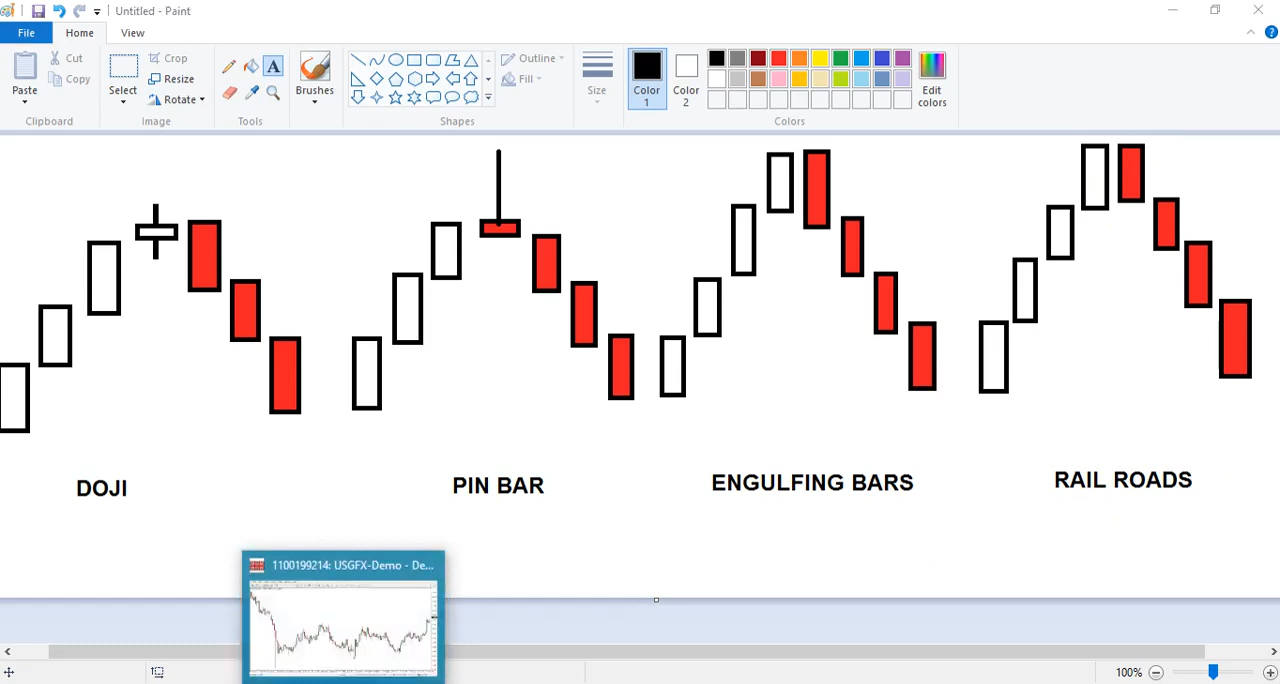 Untitled - Paint
File
Home
View
Paste
Cut
Copy
Clipboard
Select
Crop
Resize
Rotate
Image
A
Tools
Brushes
Outline
Fill
Shapes
Size
Color 1
Color 2
Edit colors
Colors
DOJI
PIN BAR
ENGULFING BARS
RAIL ROADS
1100199214: USGFX-Demo - De...
100%